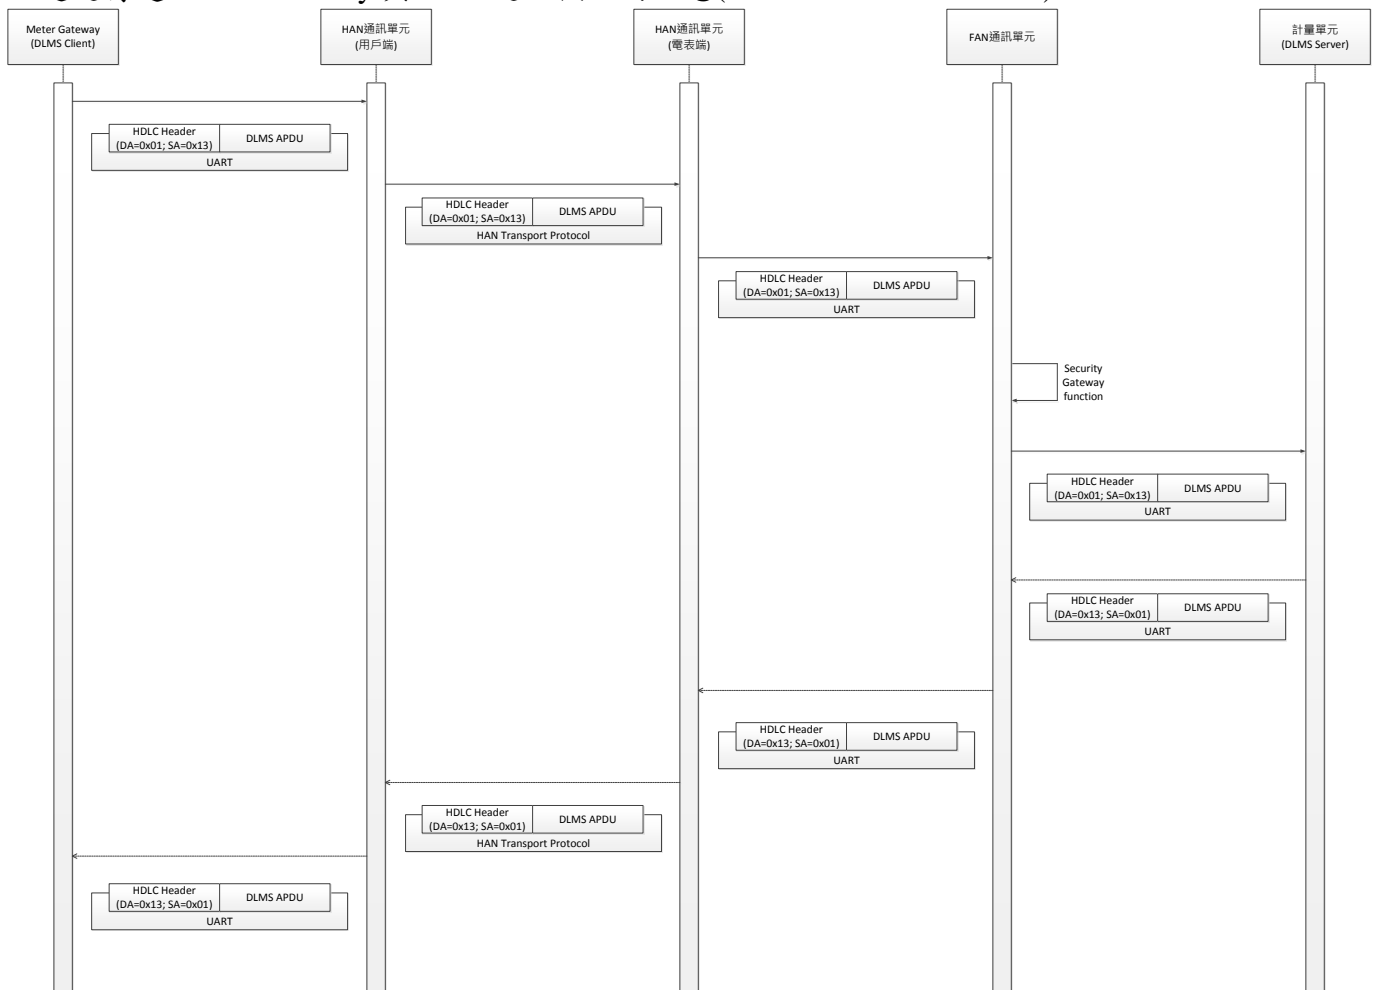 Meter Gateway
(DLMS Client)
HAN通訊單元
(用戶端)
HAN通訊單元
(電表端)
FAN通訊單元
計量單元
(DLMS Server)
HDLC Header
(DA=0x01; SA=0x13)
DLMS APDU
UART
HDLC Header
(DA=0x01; SA=0x13)
DLMS APDU
HAN Transport Protocol
HDLC Header
(DA=0x01; SA=0x13)
DLMS APDU
UART
Security
Gateway
function
HDLC Header
(DA=0x01; SA=0x13)
DLMS APDU
UART
HDLC Header
(DA=0x13; SA=0x01)
DLMS APDU
UART
HDLC Header
(DA=0x13; SA=0x01)
DLMS APDU
UART
HDLC Header
(DA=0x13; SA=0x01)
DLMS APDU
HAN Transport Protocol
HDLC Header
(DA=0x13; SA=0x01)
DLMS APDU
UART